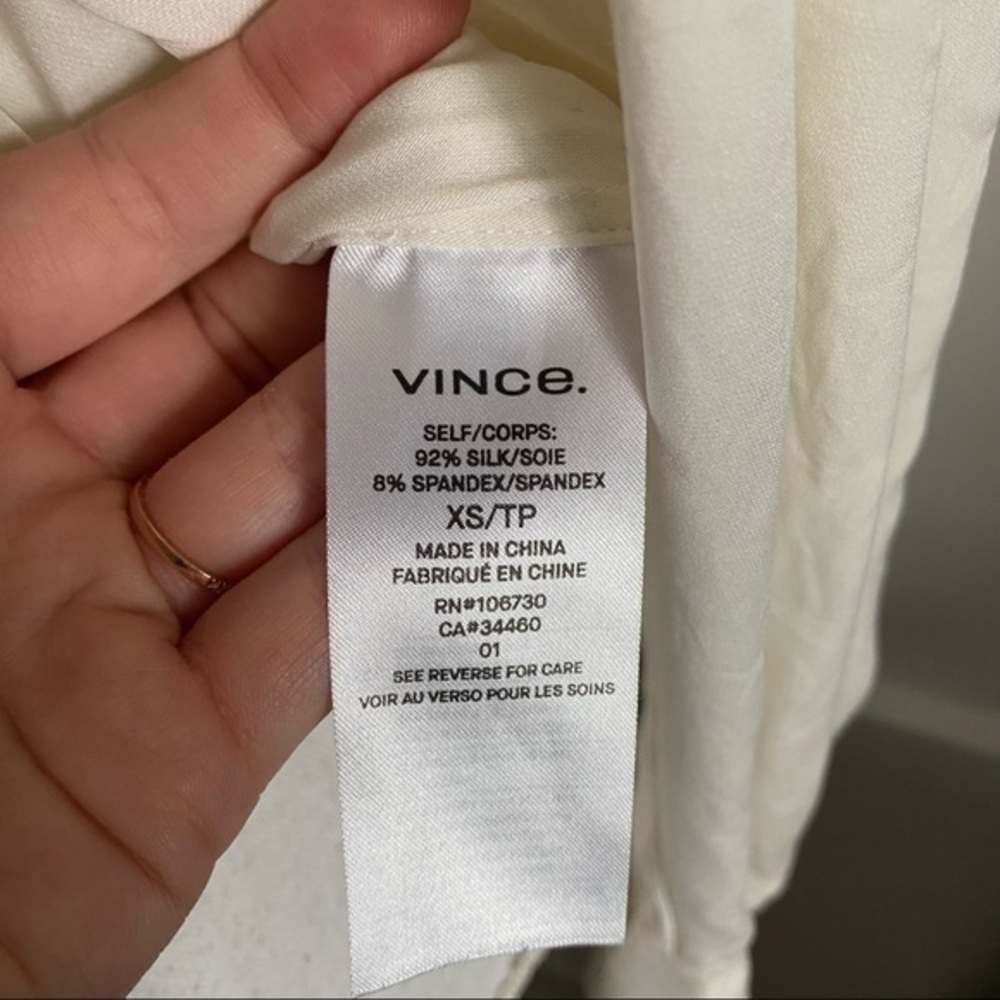 VINCe.
SELF/CORPS:
92% SILK/SOIE
8% SPANDEX/SPANDEX
XS/TP
MADE IN CHINA
FABRIQUÉ EN CHINE
RN#106730
CA#34460
01
SEE REVERSE FOR CARE
VOIR AU VERSO POUR LES SOINS